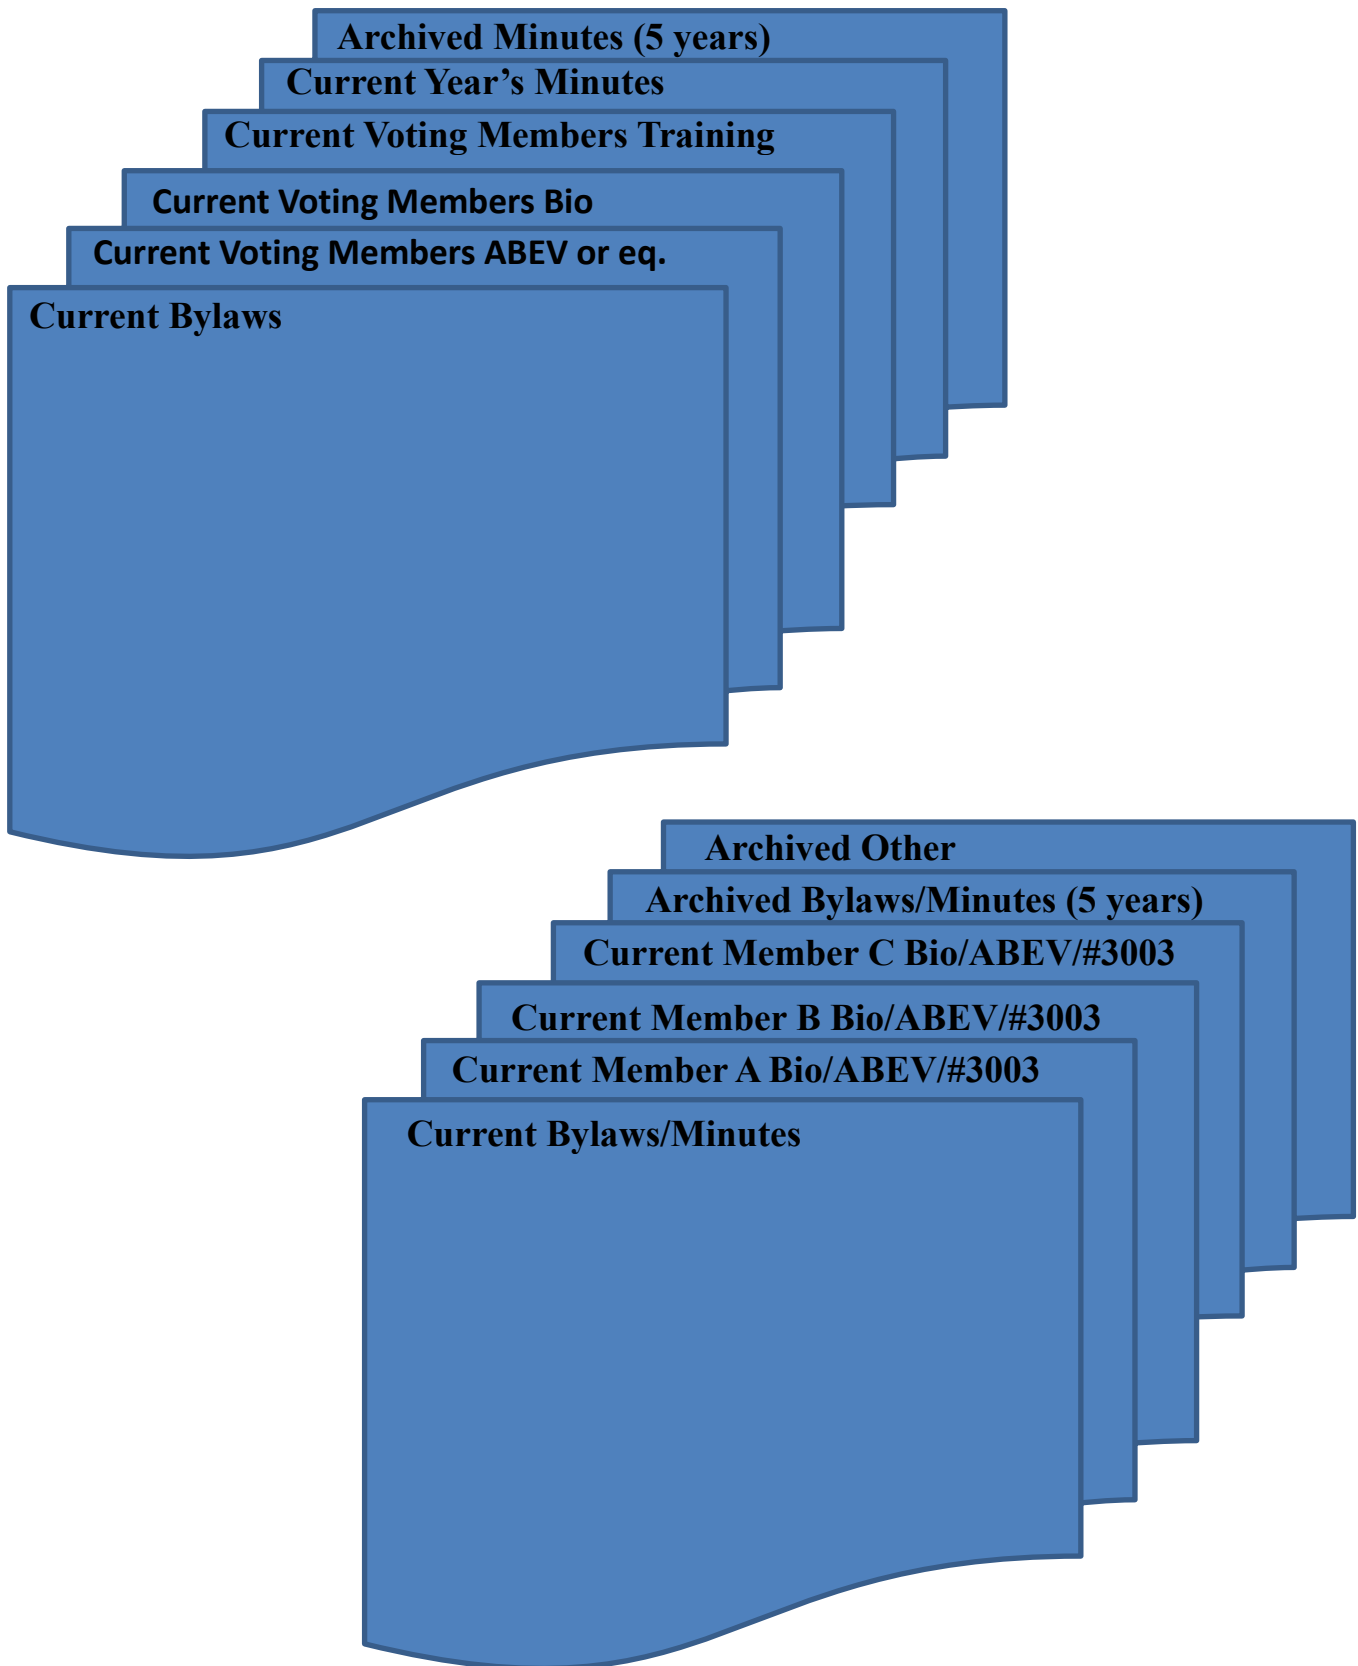 Archived Minutes (5 years)
Current Year’s Minutes
Current Voting Members Training
Current Voting Members Bio
Current Voting Members ABEV or eq.
Current Bylaws
Archived Other
Archived Bylaws/Minutes (5 years)
Current Member C Bio/ABEV/#3003
Current Member B Bio/ABEV/#3003
Current Member A Bio/ABEV/#3003
Current Bylaws/Minutes